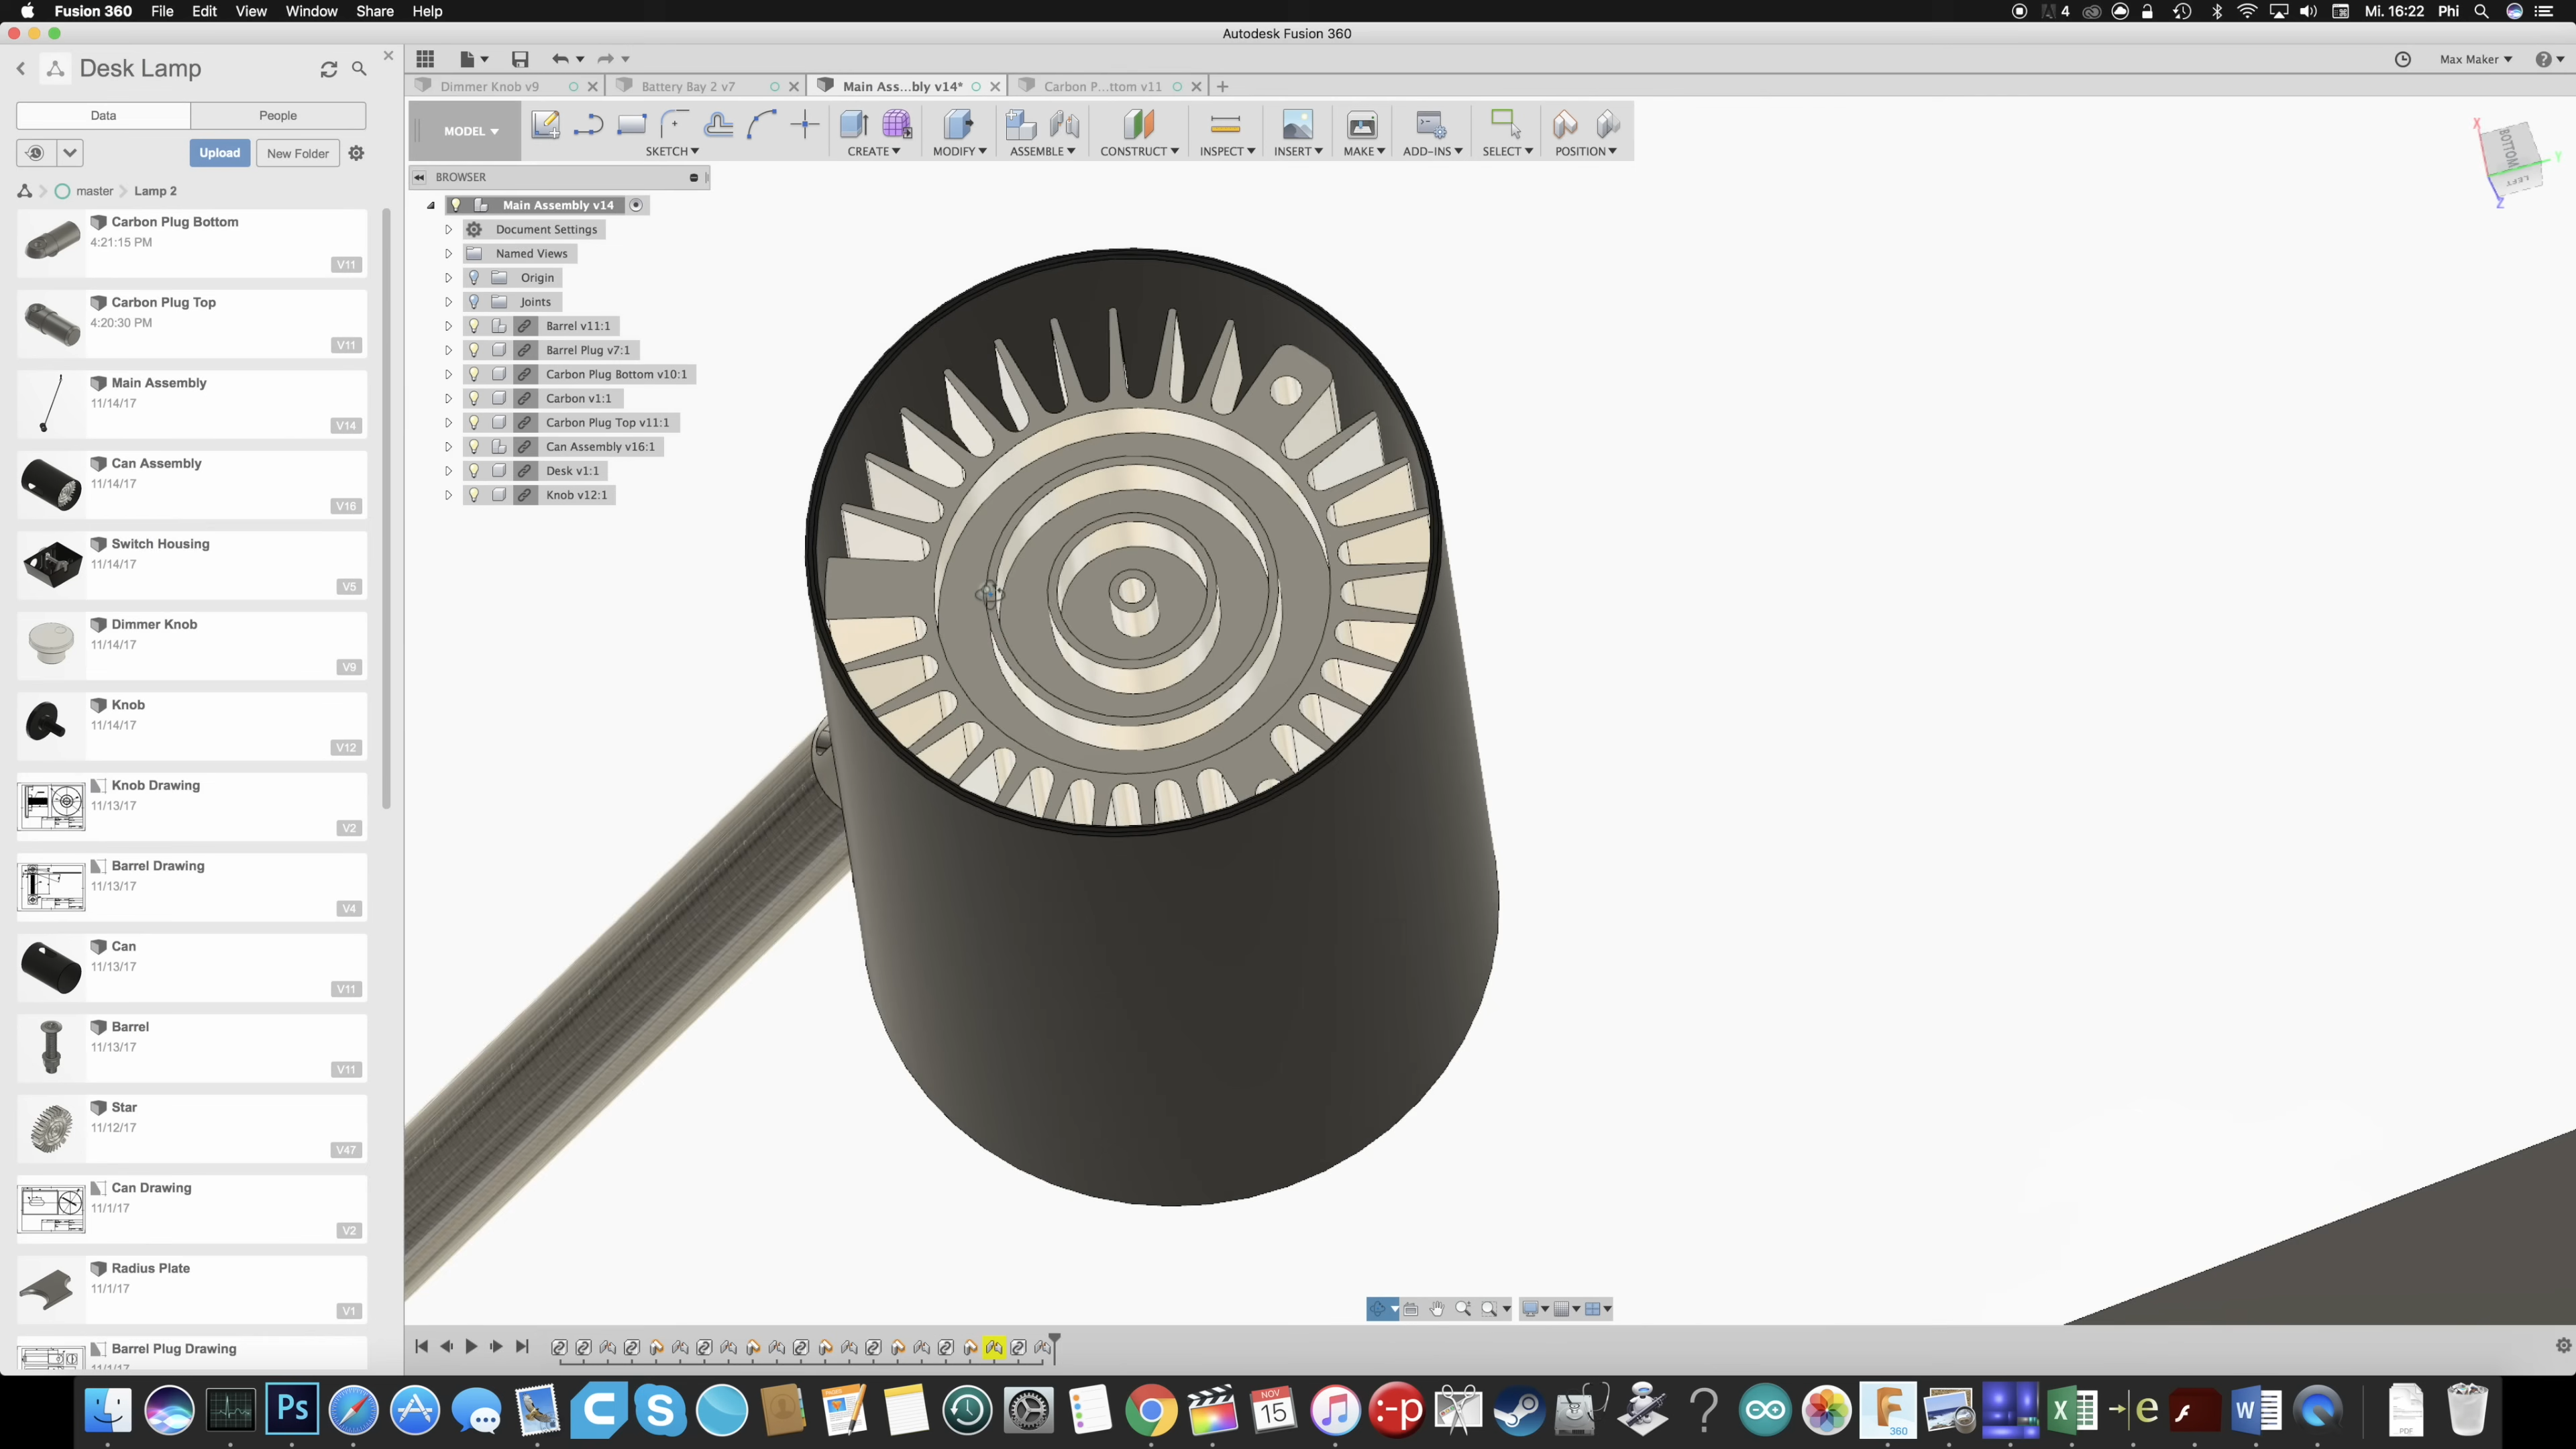 Fusion 360 File Edit View Window Share Help
4 Mi. 16:22 Phi
Autodesk Fusion 360
Desk Lamp
Max Maker
Dimmer Knob v9 Battery Bay 2 v7 Main Ass...bly v14* Carbon P...ttom v11
Data People
MODEL
SKETCH CREATE MODIFY ASSEMBLE CONSTRUCT INSPECT INSERT MAKE ADD-INS SELECT POSITION
Upload New Folder
BROWSER
master Lamp 2
Main Assembly v14
Document Settings
Named Views
Origin
Joints
Barrel v11:1
Barrel Plug v7:1
Carbon Plug Bottom v10:1
Carbon v1:1
Carbon Plug Top v11:1
Can Assembly v16:1
Desk v1:1
Knob v12:1
X
BOTTOM
Y
LEFT
Z
Carbon Plug Bottom
4:21:15 PM
V11
Carbon Plug Top
4:20:30 PM
V11
Main Assembly
11/14/17
V14
Can Assembly
11/14/17
V16
Switch Housing
11/14/17
V5
Dimmer Knob
11/14/17
V9
Knob
11/14/17
V12
Knob Drawing
11/13/17
V2
Barrel Drawing
11/13/17
V4
Can
11/13/17
V11
Barrel
11/13/17
V11
Star
11/12/17
V47
Can Drawing
11/1/17
V2
Radius Plate
11/1/17
V1
Barrel Plug Drawing
11/1/17
Ps
NOV
15
:-p
?
360
X
e
W
PDF